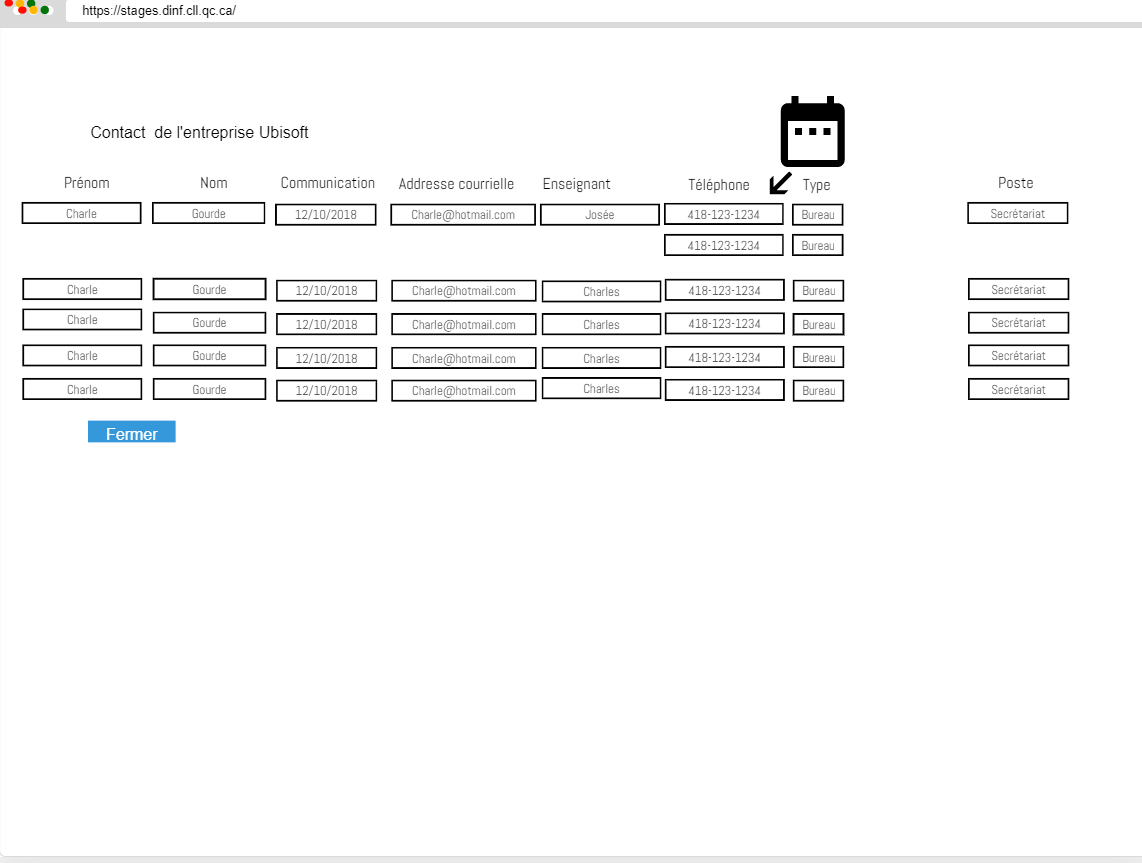 https://stages.dinf.cll.qc.ca/
Contact de l'entreprise Ubisoft
Prénom Nom Communication Addresse courrielle Enseignant Téléphone Type Poste
Charle Gourde 12/10/2018 Charle@hotmail.com Josée 418-123-1234 Bureau Secrétariat
418-123-1234 Bureau
Charle Gourde 12/10/2018 Charle@hotmail.com Charles 418-123-1234 Bureau Secrétariat
Charle Gourde 12/10/2018 Charle@hotmail.com Charles 418-123-1234 Bureau Secrétariat
Charle Gourde 12/10/2018 Charle@hotmail.com Charles 418-123-1234 Bureau Secrétariat
Charle Gourde 12/10/2018 Charle@hotmail.com Charles 418-123-1234 Bureau Secrétariat
Fermer